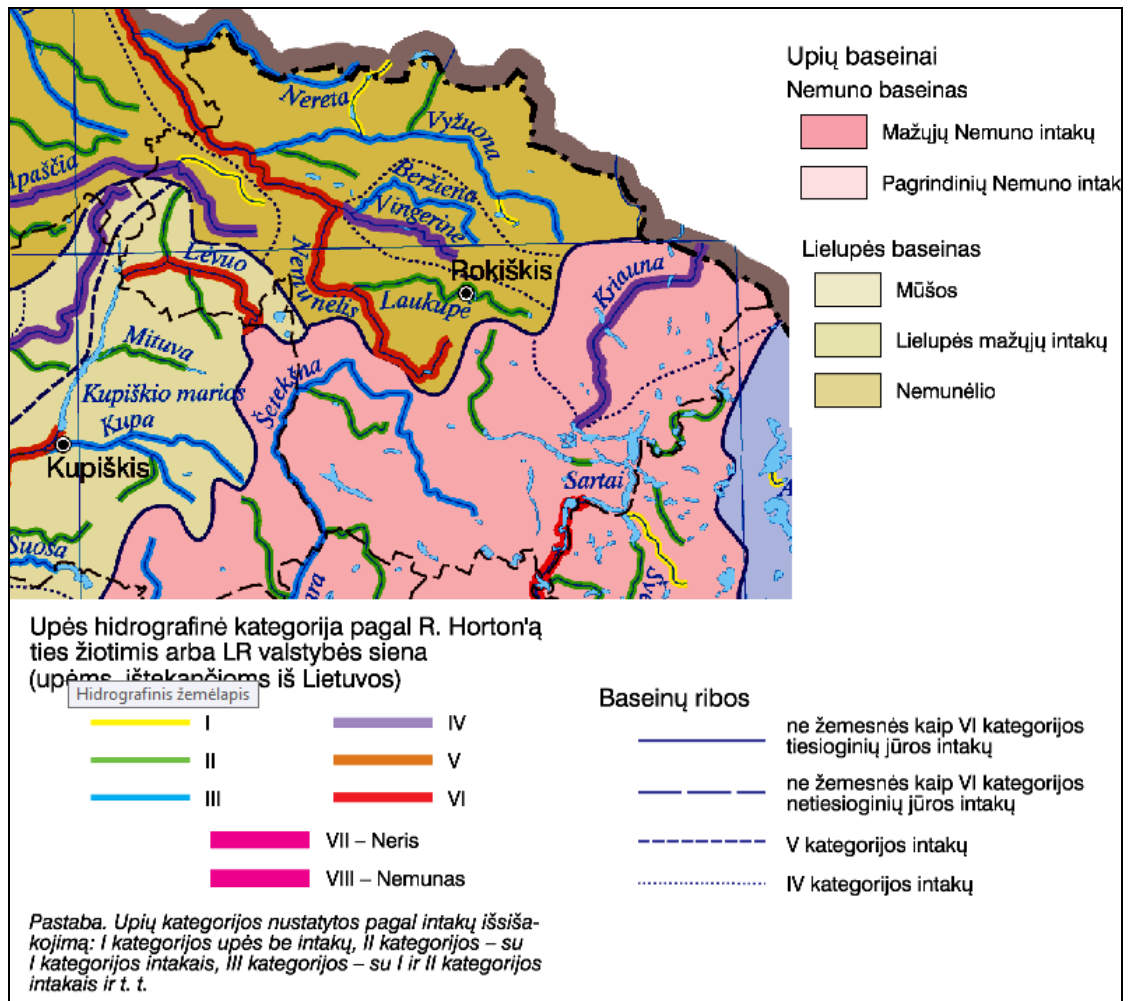 Nereta
Vyžuona
Apaščia
Beržiena
Vingerinė
Lėvuo
Nemunėlis
Rokiškis
Laukupė
Kriauna
Mituva
Kupiškio marios
Šetekšna
Kupa
Kupiškis
Sartai
Suosa
Upių baseinai
Nemuno baseinas
Mažųjų Nemuno intakų
Pagrindinių Nemuno intak
Lielupės baseinas
Mūšos
Lielupės mažųjų intakų
Nemunėlio
Upės hidrografinė kategorija pagal R. Horton'ą
ties žiotimis arba LR valstybės siena
(upėms, ištekančioms iš Lietuvos)
Hidrografinis žemėlapis
I
II
III
IV
V
VI
VII – Neris
VIII – Nemunas
Pastaba. Upių kategorijos nustatytos pagal intakų išsiša-
kojimą: I kategorijos upės be intakų, II kategorijos – su
I kategorijos intakais, III kategorijos – su I ir II kategorijos
intakais ir t. t.
Baseinų ribos
ne žemesnės kaip VI kategorijos
tiesioginių jūros intakų
ne žemesnės kaip VI kategorijos
netiesioginių jūros intakų
V kategorijos intakų
IV kategorijos intakų